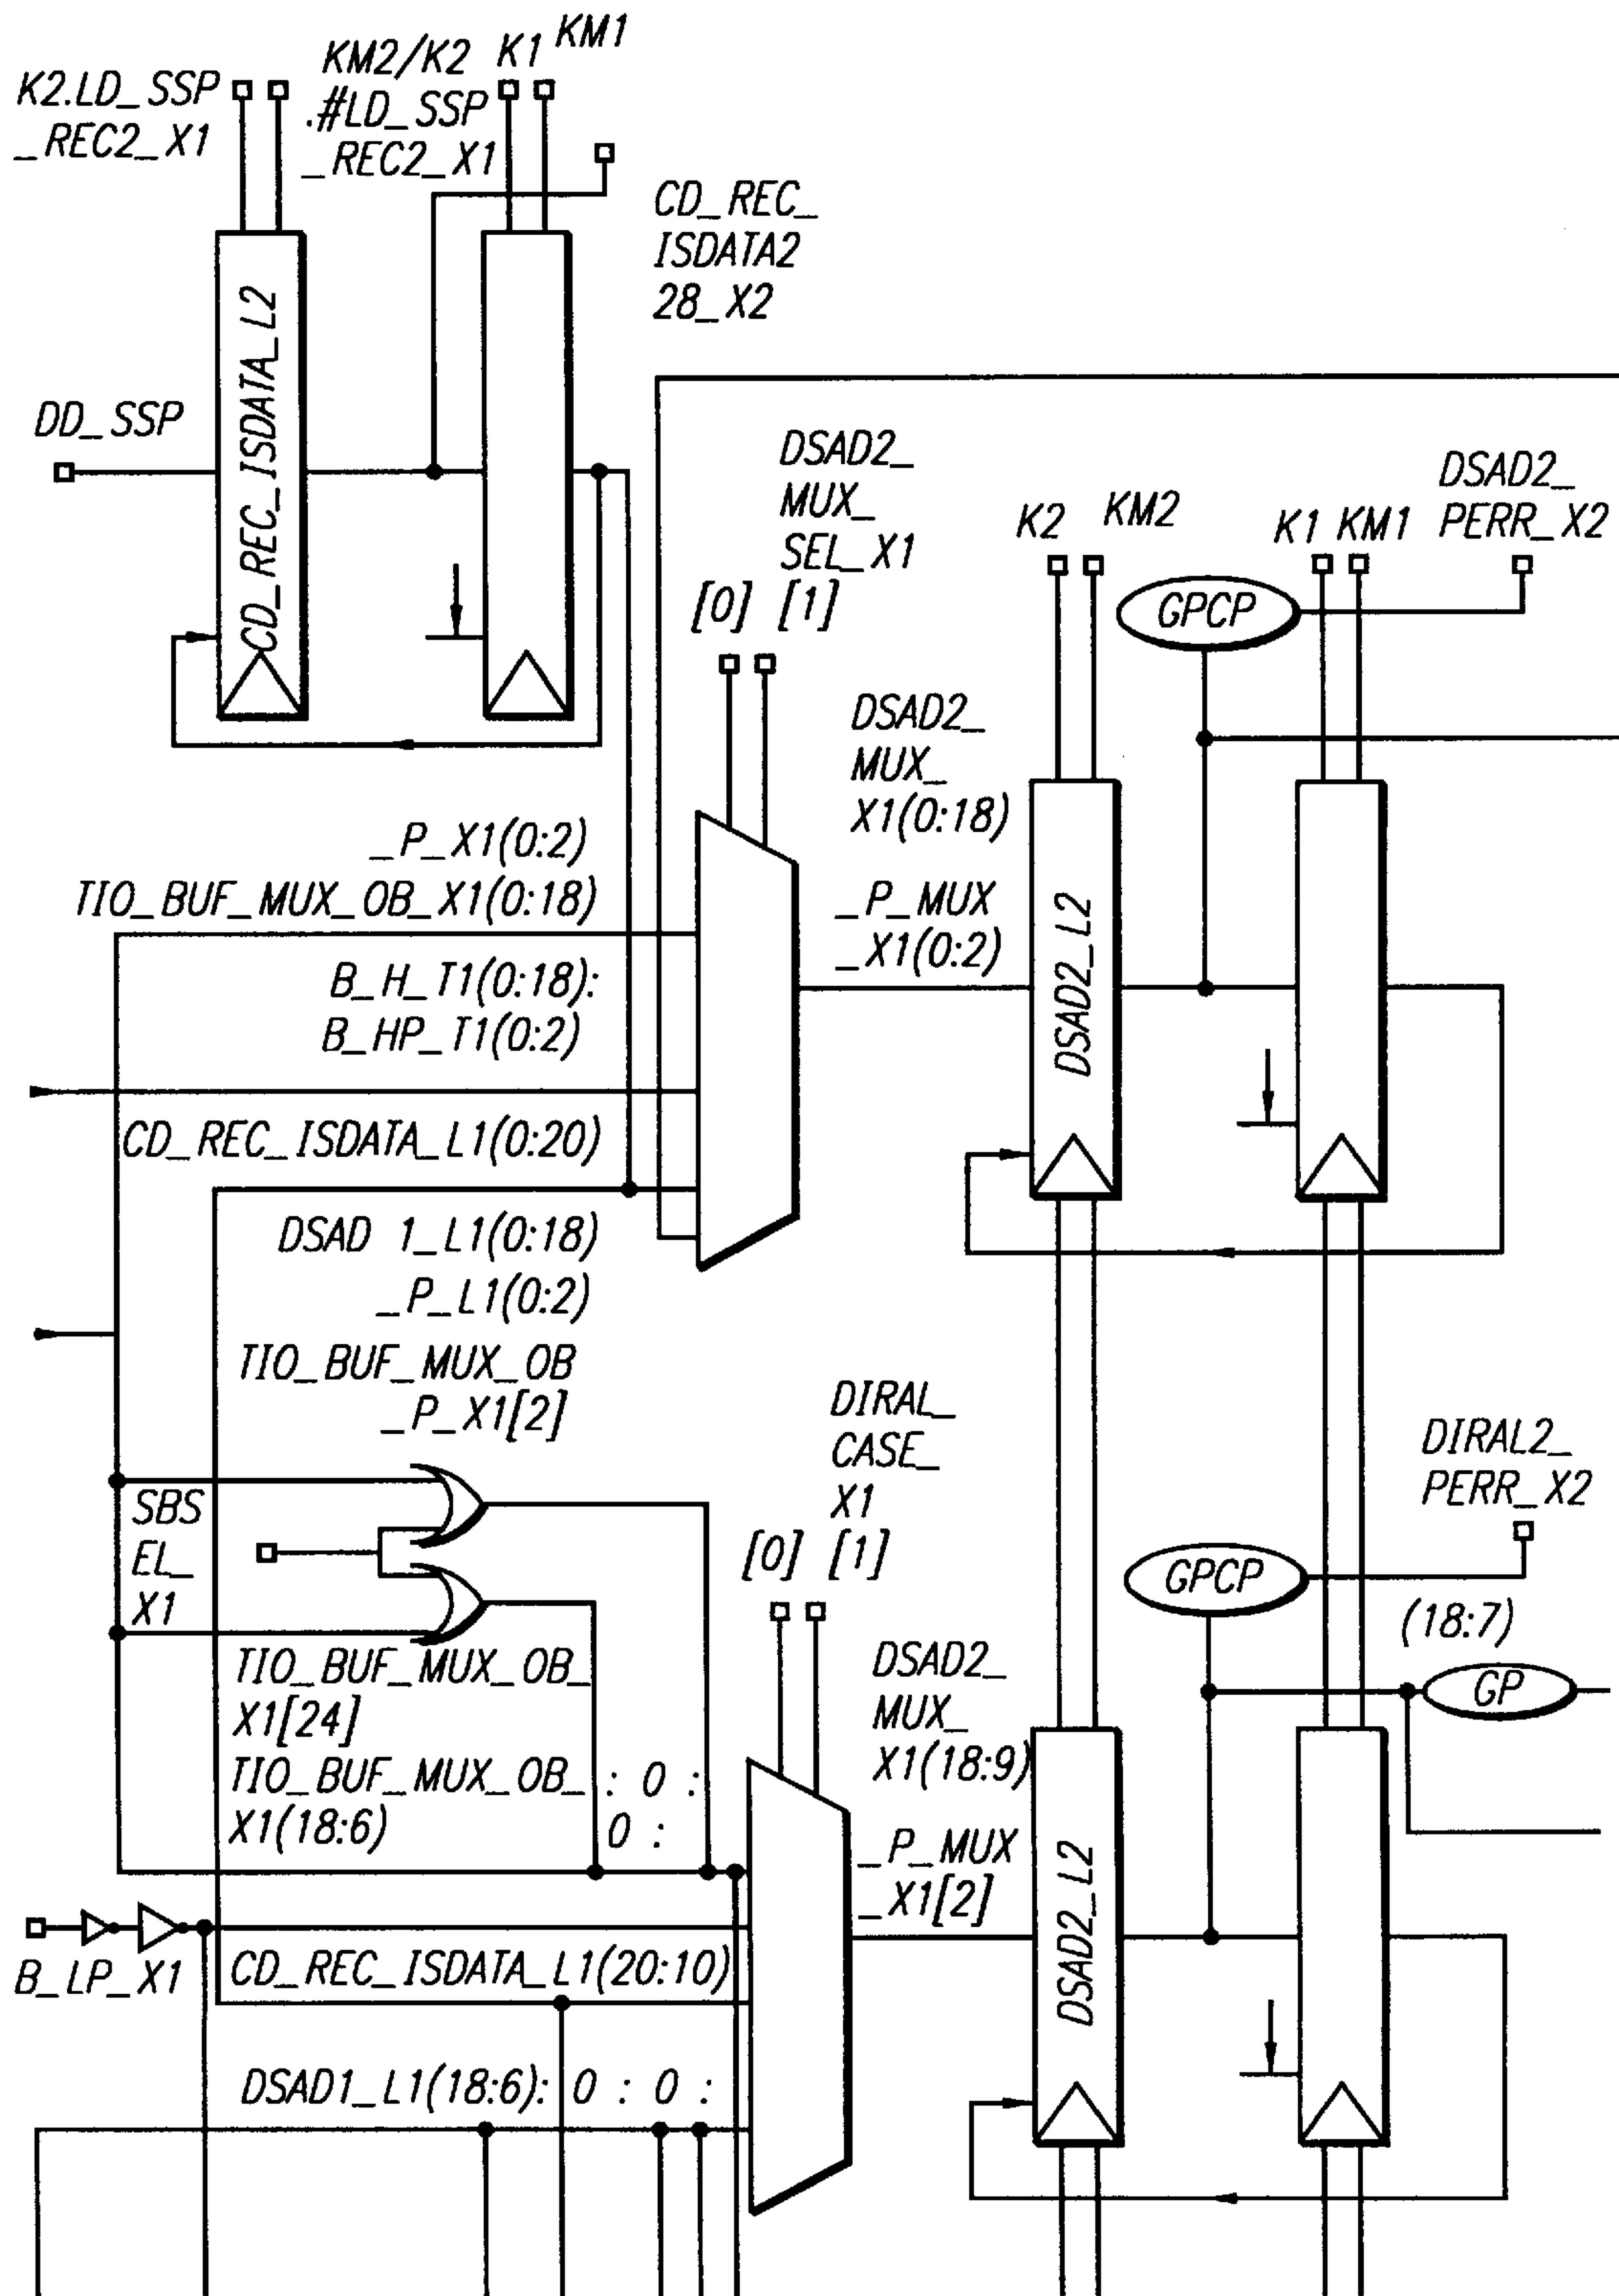 K2.LD_SSP
_REC2_X1
KM2/K2
.#LD_SSP
_REC2_X1
K1
KM1
CD_REC_
ISDATA2
28_X2
CD_REC_ISDATA_L2
DD_SSP
DSAD2_
MUX_
SEL_X1
[0] [1]
K2
KM2
GPCP
K1 KM1
DSAD2_
PERR_X2
DSAD2_
MUX_
X1(0:18)
_P_MUX
_X1(0:2)
DSAD2_L2
_P_X1(0:2)
TIO_BUF_MUX_OB_X1(0:18)
B_H_T1(0:18):
B_HP_T1(0:2)
CD_REC_ISDATA_L1(0:20)
DSAD 1_L1(0:18)
_P_L1(0:2)
TIO_BUF_MUX_OB
_P_X1[2]
SBS
EL_
X1
DIRAL_
CASE_
X1
[0] [1]
DIRAL2_
PERR_X2
GPCP
(18:7)
GP
TIO_BUF_MUX_OB_
X1[24]
TIO_BUF_MUX_OB_: 0 :
X1(18:6) 0 :
DSAD2_
MUX_
X1(18:9)
_P_MUX
_X1[2]
DSAD2_L2
B_LP_X1
CD_REC_ISDATA_L1(20:10)
DSAD1_L1(18:6): 0 : 0 :